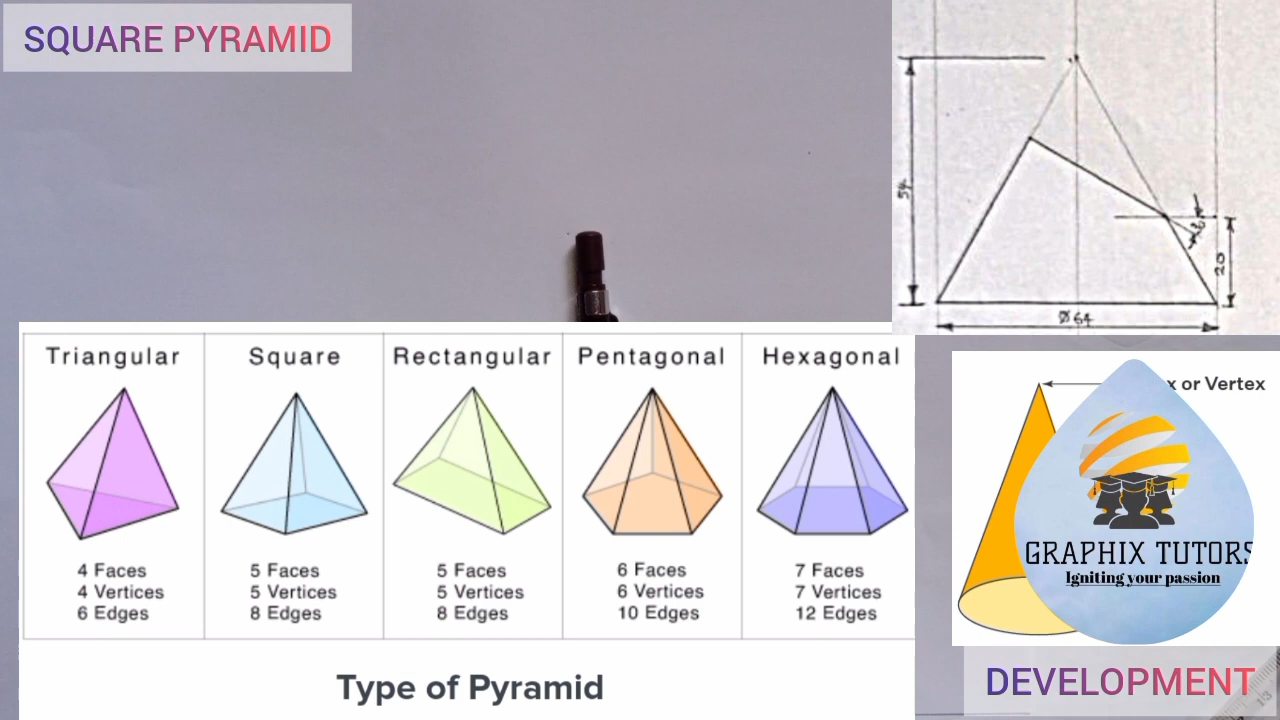 SQUARE PYRAMID
54
20
Ø64
Triangular
4 Faces
4 Vertices
6 Edges
Square
5 Faces
5 Vertices
8 Edges
Rectangular
5 Faces
5 Vertices
8 Edges
Pentagonal
6 Faces
6 Vertices
10 Edges
Hexagonal
7 Faces
7 Vertices
12 Edges
Type of Pyramid
x or Vertex
GRAPHIX TUTORS
Igniting your passion
DEVELOPMENT
13